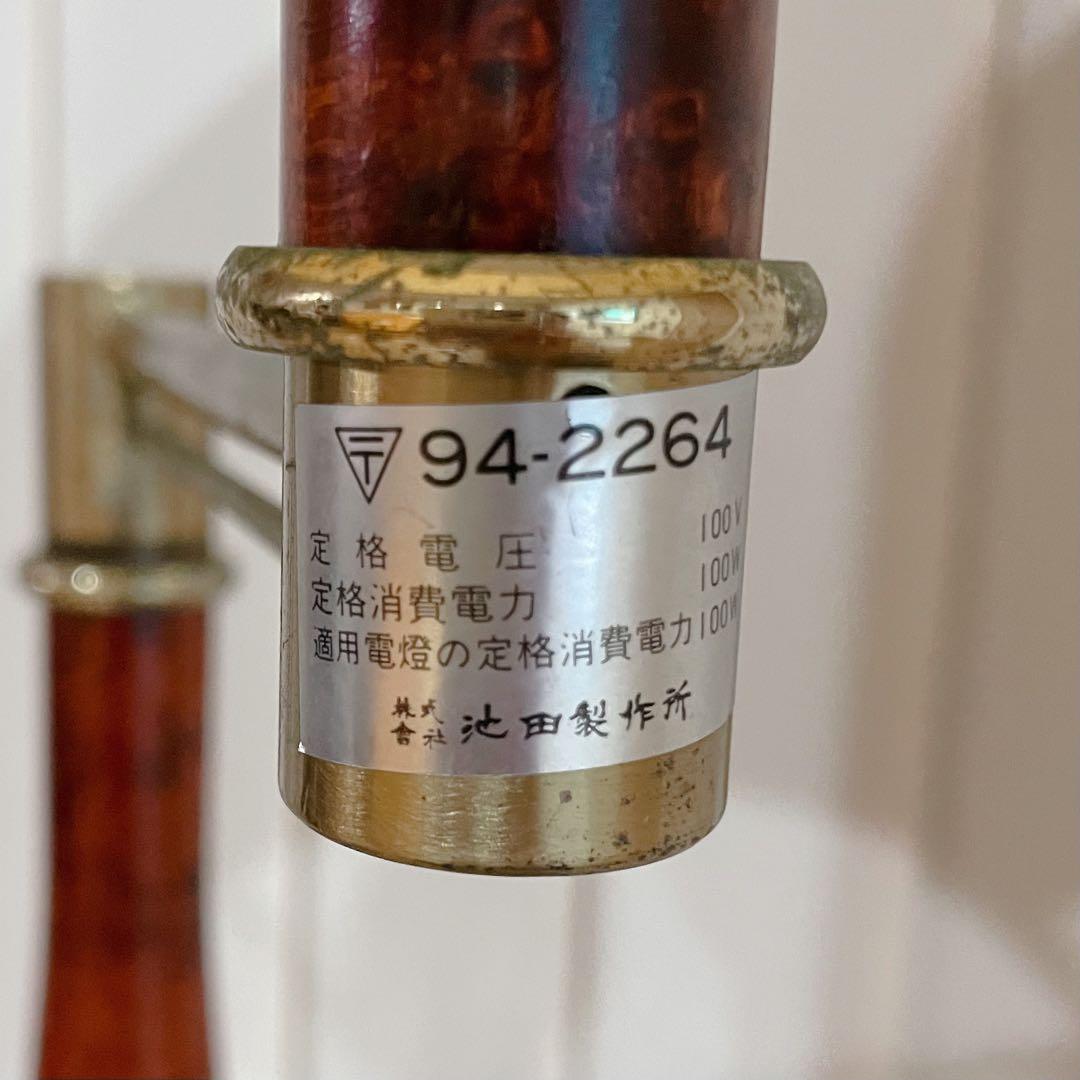 〒 94-2264
定格電圧 100V
定格消費電力 100W
適用電燈の定格消費電力 100W
株式會社 池田製作所